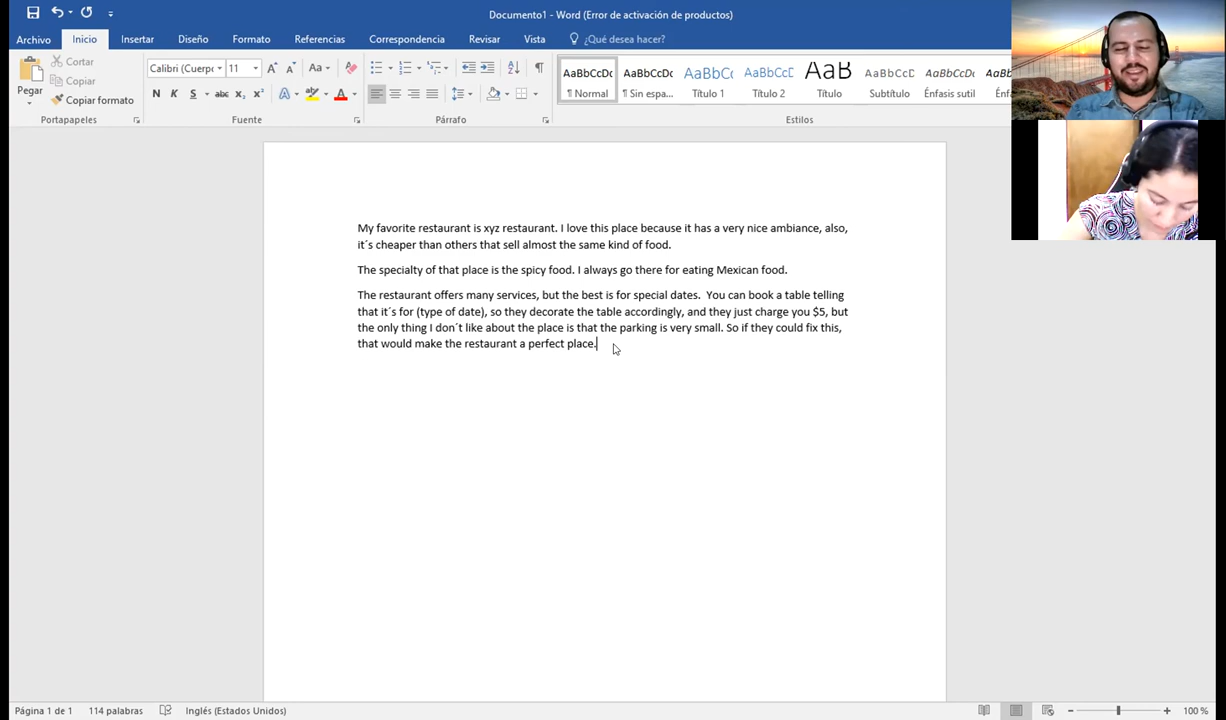 Documento1 - Word (Error de activación de productos)
Archivo Inicio Insertar Diseño Formato Referencias Correspondencia Revisar Vista ¿Qué desea hacer?
Pegar
Cortar
Copiar
Copiar formato
Portapapeles
Calibri (Cuerpo 11
N K S abc x₂ x²
Fuente
Párrafo
AaBbCcDc AaBbCcDc AaBbCc AaBbCcD AaB AaBbCcD AaBbCcDc
¶ Normal ¶ Sin espa... Título 1 Título 2 Título Subtítulo Énfasis sutil
Estilos
My favorite restaurant is xyz restaurant. I love this place because it has a very nice ambiance, also,
it´s cheaper than others that sell almost the same kind of food.
The specialty of that place is the spicy food. I always go there for eating Mexican food.
The restaurant offers many services, but the best is for special dates.  You can book a table telling
that it´s for (type of date), so they decorate the table accordingly, and they just charge you $5, but
the only thing I don´t like about the place is that the parking is very small. So if they could fix this,
that would make the restaurant a perfect place.
Página 1 de 1 114 palabras Inglés (Estados Unidos) 100 %